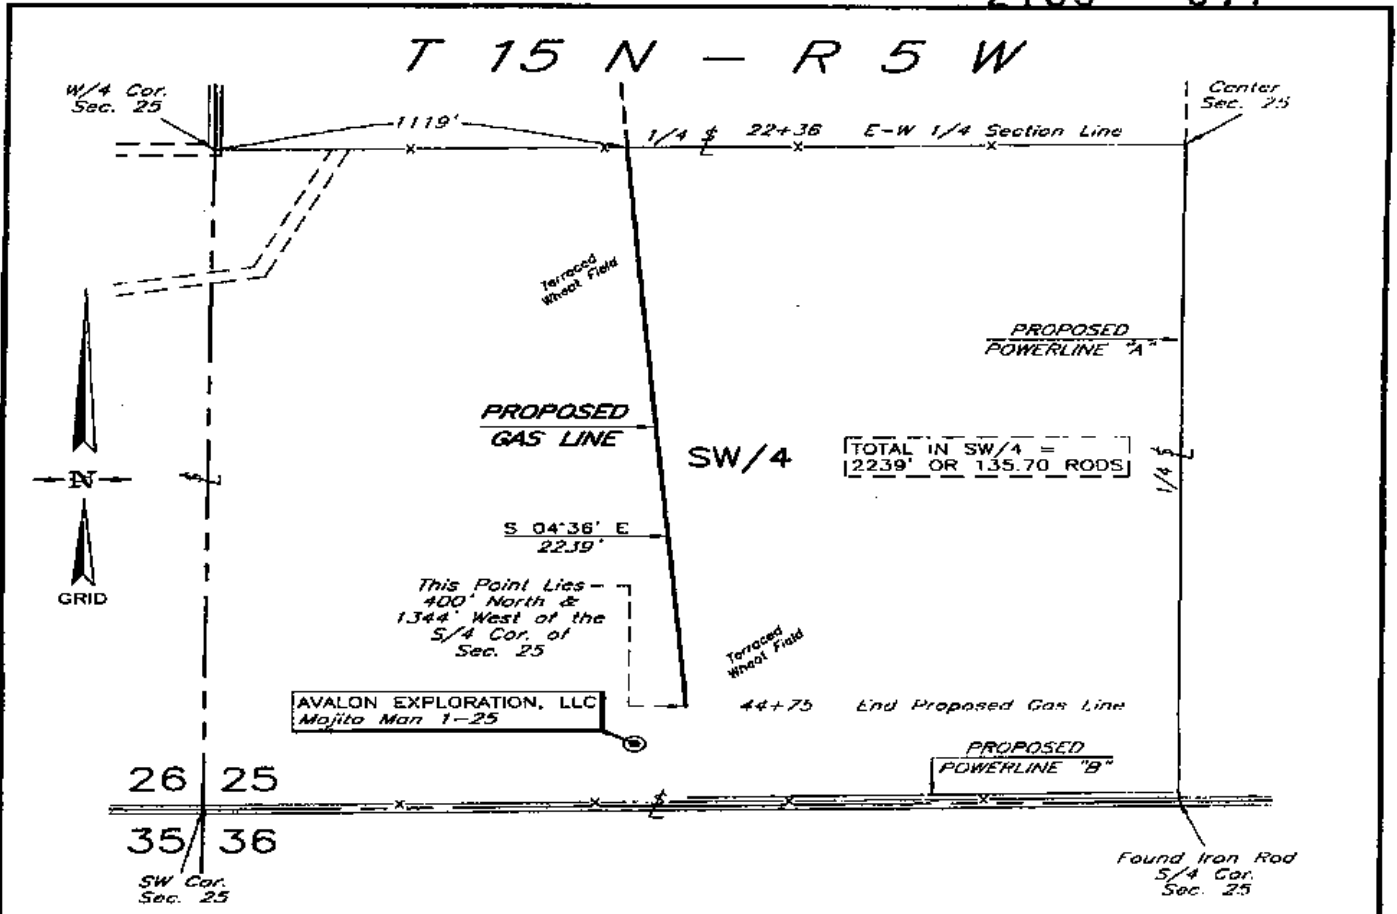 T 15 N - R 5 W
W/4 Cor.
Sec. 25
Center
Sec. 25
1119'
1/4 22+36 E-W 1/4 Section Line
Terraced
Wheat Field
PROPOSED
POWERLINE "A"
PROPOSED
GAS LINE
SW/4
TOTAL IN SW/4 =
2239' OR 135.70 RODS
1/4
N
S 04°36' E
2239'
GRID
This Point Lies
400' North &
1344' West of the
S/4 Cor. of
Sec. 25
Terraced
Wheat Field
AVALON EXPLORATION, LLC
Mojito Man 1-25
44+75 End Proposed Gas Line
PROPOSED
POWERLINE "B"
26 25
35 36
SW Cor.
Sec. 25
Found Iron Rod
S/4 Cor.
Sec. 25